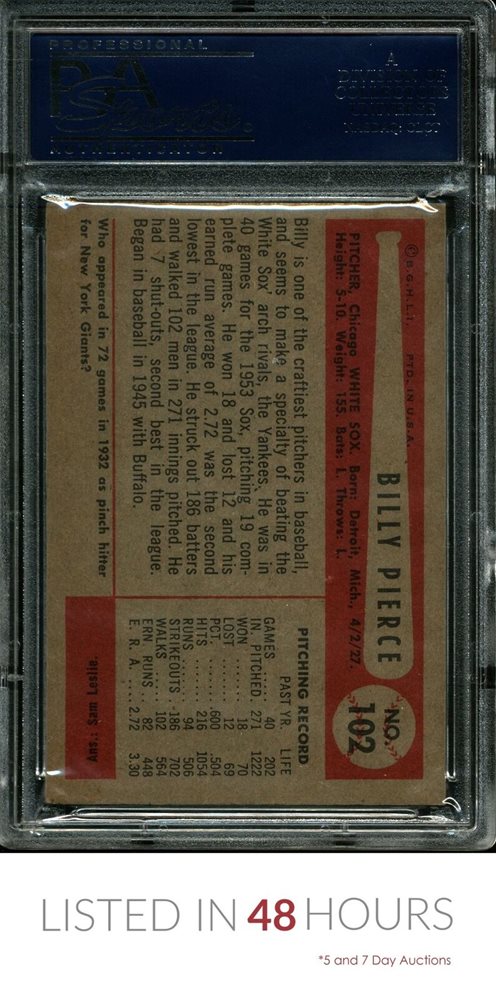 PROFESSIONAL
PSA
Sports.
AUTHENTICATOR
A
DIVISION OF
COLLECTORS
UNIVERSE
NASDAQ: CLCT
© B.G.H.L.I. PTD. IN U.S.A.
BILLY PIERCE
NO.
102
PITCHER, Chicago WHITE SOX. Born: Detroit, Mich., 4/2/27.
Height: 5-10. Weight: 155. Bats: L. Throws: L.
Billy is one of the craftiest pitchers in baseball,
and seems to make a specialty of beating the
White Sox' arch rivals, the Yankees. He was in
40 games for the 1953 Sox, pitching 19 com-
plete games. He won 18 and lost 12 and his
earned run average of 2.72 was the second
lowest in the league. He struck out 186 batters
and walked 102 men in 271 innings pitched. He
had 7 shut-outs, second best in the league.
Began in baseball in 1945 with Buffalo.
PITCHING RECORD
PAST YR. LIFE
GAMES ...... 40 202
IN. PITCHED . 271 1222
WON ........ 18 70
LOST ........ 12 69
PCT. ....... .600 .504
HITS ....... 216 1054
RUNS ....... 94 506
STRIKEOUTS . 186 702
WALKS ..... 102 564
ERN RUNS .. 82 448
E. R. A. ..... 2.72 3.30
Who appeared in 72 games in 1932 as pinch hitter
for New York Giants?
Ans: Sam Leslie.
LISTED IN 48 HOURS
*5 and 7 Day Auctions